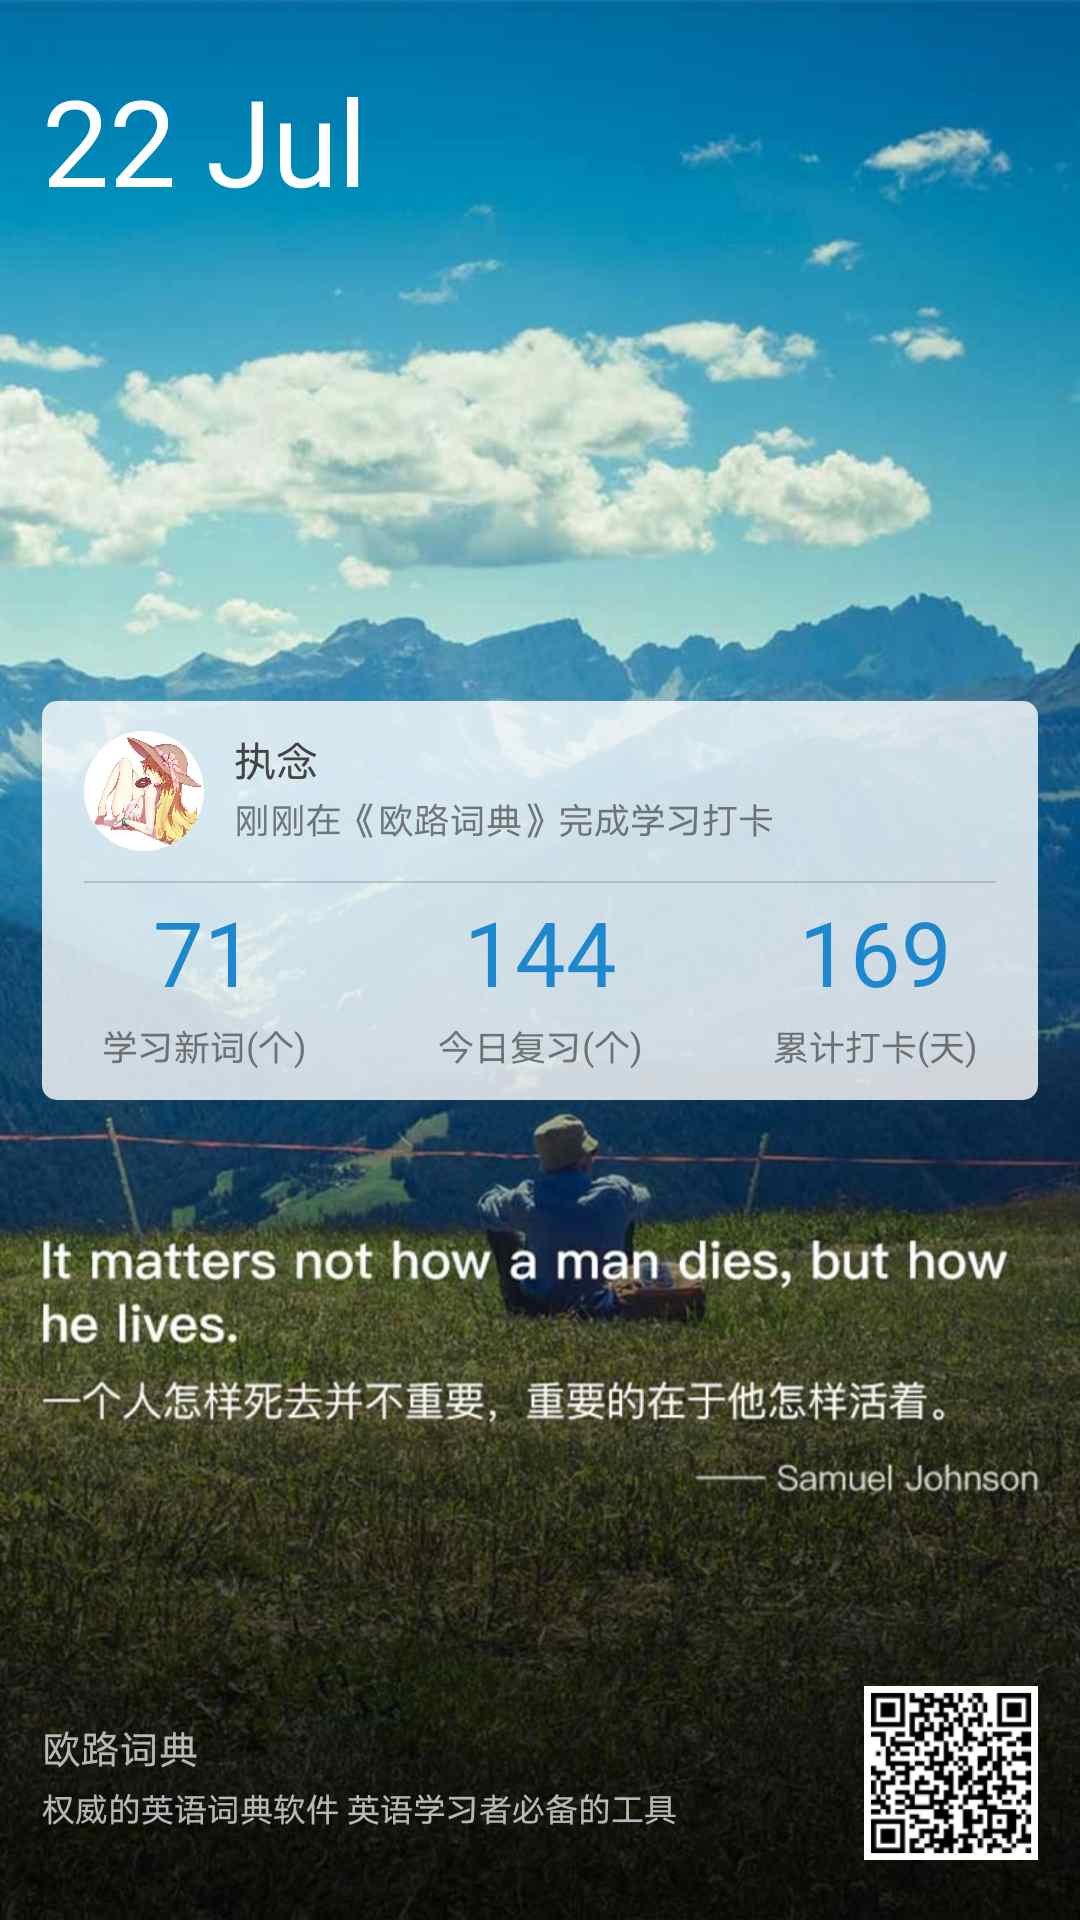 22 Jul
执念
刚刚在《欧路词典》完成学习打卡
71 144 169
学习新词(个) 今日复习(个) 累计打卡(天)
It matters not how a man dies, but how
he lives.
一个人怎样死去并不重要，重要的在于他怎样活着。
—— Samuel Johnson
欧路词典
权威的英语词典软件 英语学习者必备的工具